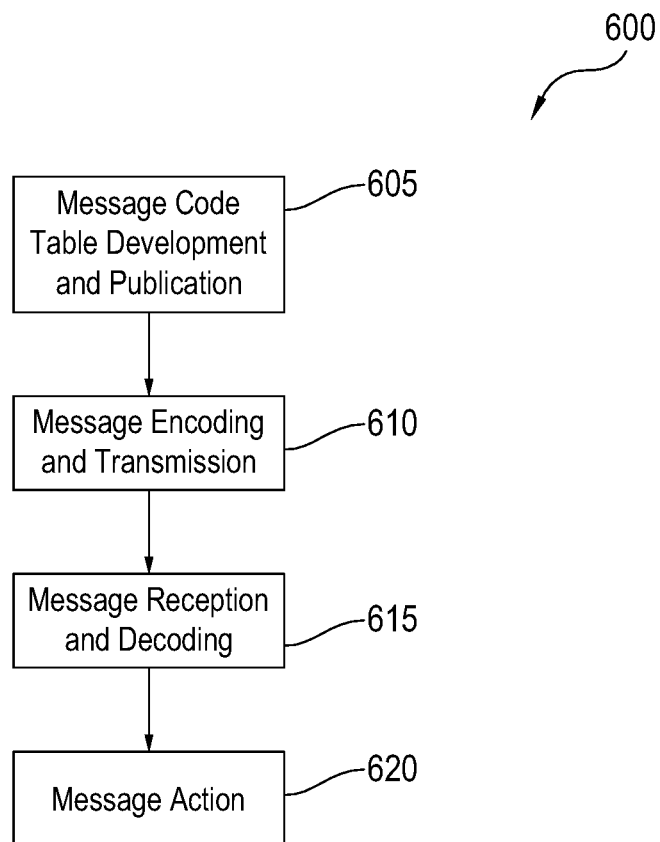 600
Message Code
Table Development
and Publication
605
Message Encoding
and Transmission
610
Message Reception
and Decoding
615
Message Action
620